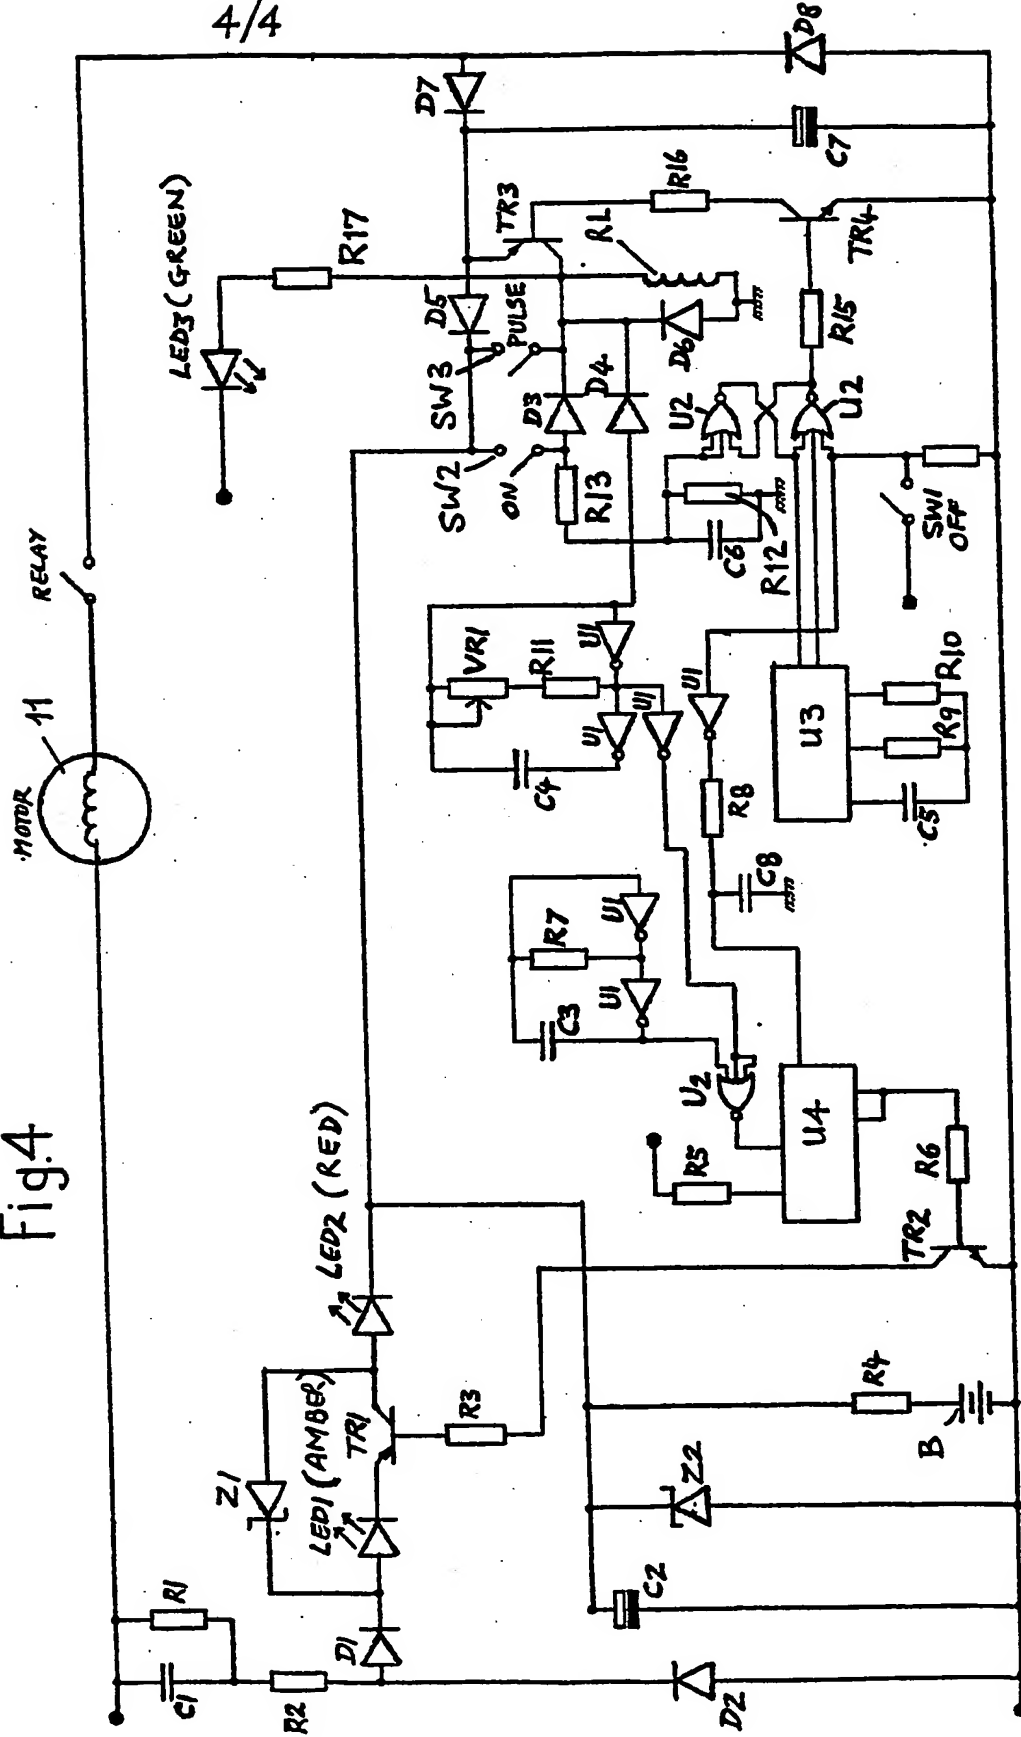 4/4
Fig.4
MOTOR
11
RELAY
LED3 (GREEN)
R17
D7
D8
C7
TR3
R16
RL
TR4
D5
PULSE
SW3
D6
R15
D3
D4
U2
U2
SW2
ON
R13
C6
R12
SW1
OFF
VR1
R11
U1
U1
U1
U1
C4
R8
C8
U3
R10
R9
C5
R7
U1
U1
C3
U2
U4
R5
R6
TR2
LED2 (RED)
Z1
LED1 (AMBER)
TR1
R3
R4
B
Z2
C2
R1
C1
R2
D1
D2